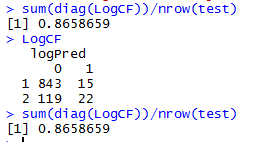 > sum(diag(LogCF))/nrow(test)
[1] 0.8658659
> LogCF
   logPred
      0   1
  1 843  15
  2 119  22
> sum(diag(LogCF))/nrow(test)
[1] 0.8658659